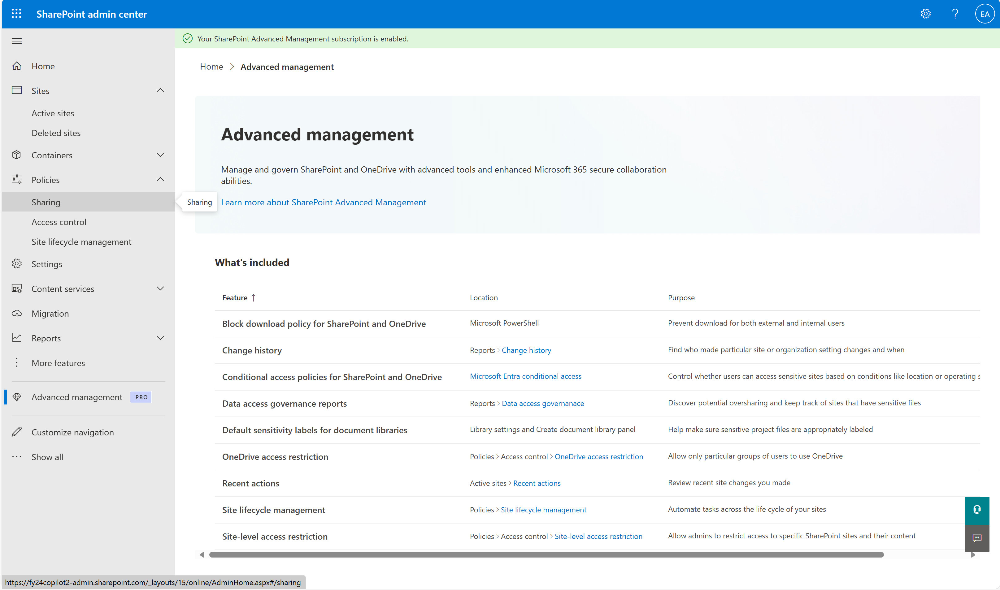 SharePoint admin center
EA
Your SharePoint Advanced Management subscription is enabled.
Home
Sites
Active sites
Deleted sites
Containers
Policies
Sharing
Access control
Site lifecycle management
Settings
Content services
Migration
Reports
More features
Advanced management PRO
Customize navigation
Show all
Home > Advanced management
Advanced management
Manage and govern SharePoint and OneDrive with advanced tools and enhanced Microsoft 365 secure collaboration
abilities.
Sharing
Learn more about SharePoint Advanced Management
What's included
Feature ↑ Location Purpose
Block download policy for SharePoint and OneDrive Microsoft PowerShell Prevent download for both external and internal users
Change history Reports > Change history Find who made particular site or organization setting changes and when
Conditional access policies for SharePoint and OneDrive Microsoft Entra conditional access Control whether users can access sensitive sites based on conditions like location or operating s
Data access governance reports Reports > Data access governanace Discover potential oversharing and keep track of sites that have sensitive files
Default sensitivity labels for document libraries Library settings and Create document library panel Help make sure sensitive project files are appropriately labeled
OneDrive access restriction Policies > Access control > OneDrive access restriction Allow only particular groups of users to use OneDrive
Recent actions Active sites > Recent actions Review recent site changes you made
Site lifecycle management Policies > Site lifecycle management Automate tasks across the life cycle of your sites
Site-level access restriction Policies > Access control > Site-level access restriction Allow admins to restrict access to specific SharePoint sites and their content
https://fy24copilot2-admin.sharepoint.com/_layouts/15/online/AdminHome.aspx#/sharing